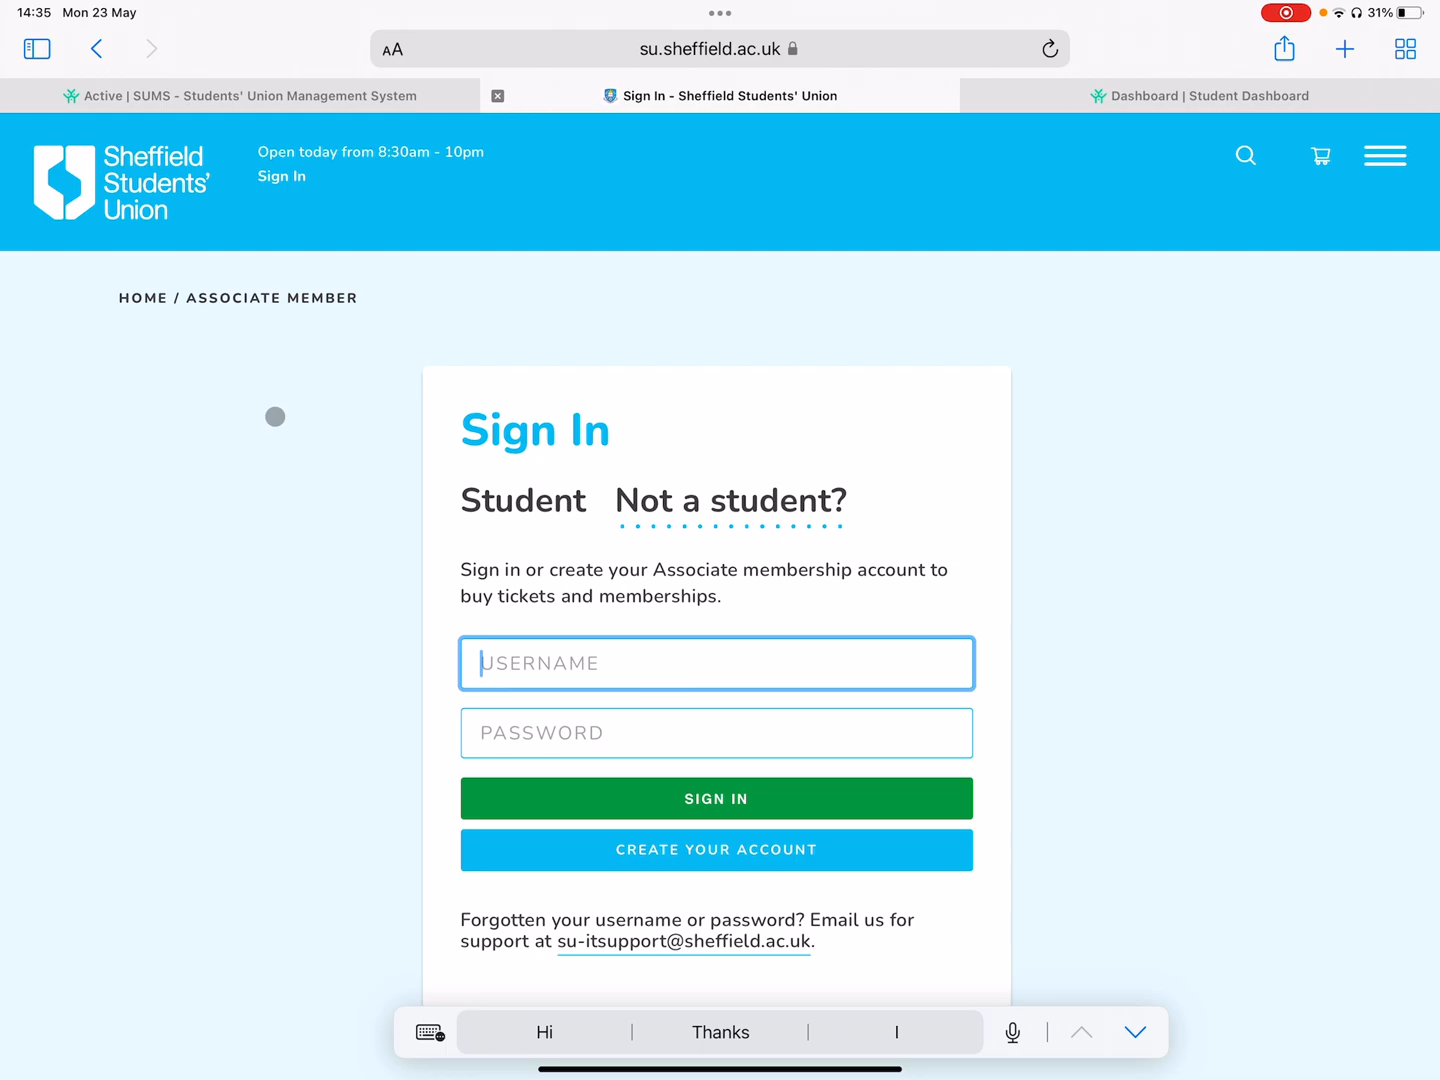 14:35 Mon 23 May
31%
AA su.sheffield.ac.uk
Active | SUMS - Students' Union Management System
Sign In - Sheffield Students' Union
Dashboard | Student Dashboard
Sheffield
Students'
Union
Open today from 8:30am - 10pm
Sign In
HOME / ASSOCIATE MEMBER
Sign In
Student Not a student?
Sign in or create your Associate membership account to
buy tickets and memberships.
USERNAME
PASSWORD
SIGN IN
CREATE YOUR ACCOUNT
Forgotten your username or password? Email us for
support at su-itsupport@sheffield.ac.uk.
Hi Thanks I